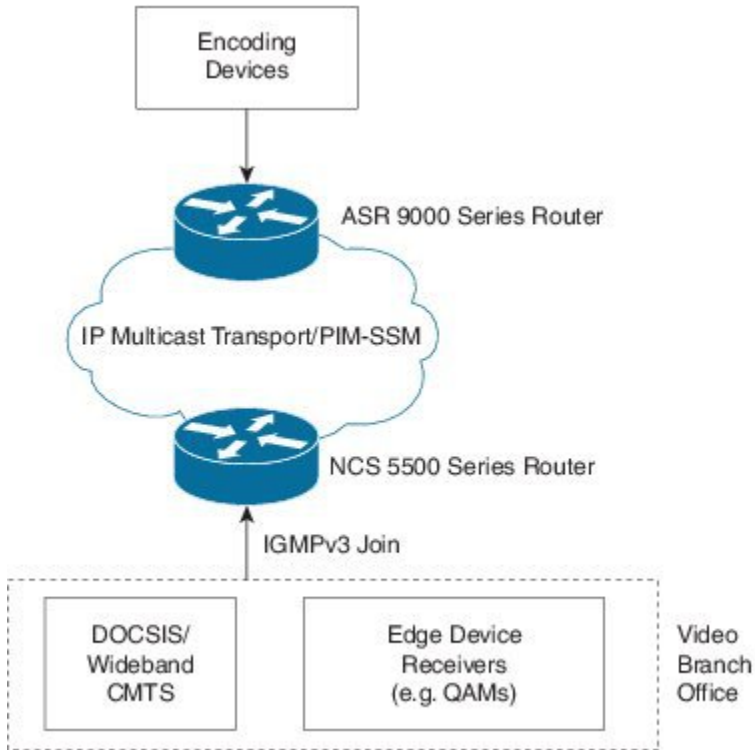 Encoding
Devices
ASR 9000 Series Router
IP Multicast Transport/PIM-SSM
NCS 5500 Series Router
IGMPv3 Join
DOCSIS/
Wideband
CMTS
Edge Device
Receivers
(e.g. QAMs)
Video
Branch
Office